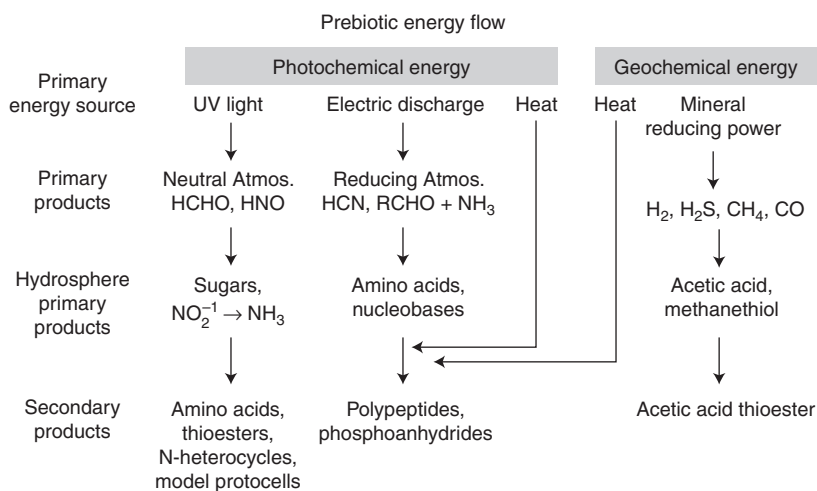 Prebiotic energy flow
Photochemical energy
Geochemical energy
Primary
energy source
UV light
Electric discharge
Heat
Heat
Mineral
reducing power
Primary
products
Neutral Atmos.
HCHO, HNO
Reducing Atmos.
HCN, RCHO + NH₃
H₂, H₂S, CH₄, CO
Hydrosphere
primary
products
Sugars,
NO₂⁻¹ → NH₃
Amino acids,
nucleobases
Acetic acid,
methanethiol
Secondary
products
Amino acids,
thioesters,
N-heterocycles,
model protocells
Polypeptides,
phosphoanhydrides
Acetic acid thioester